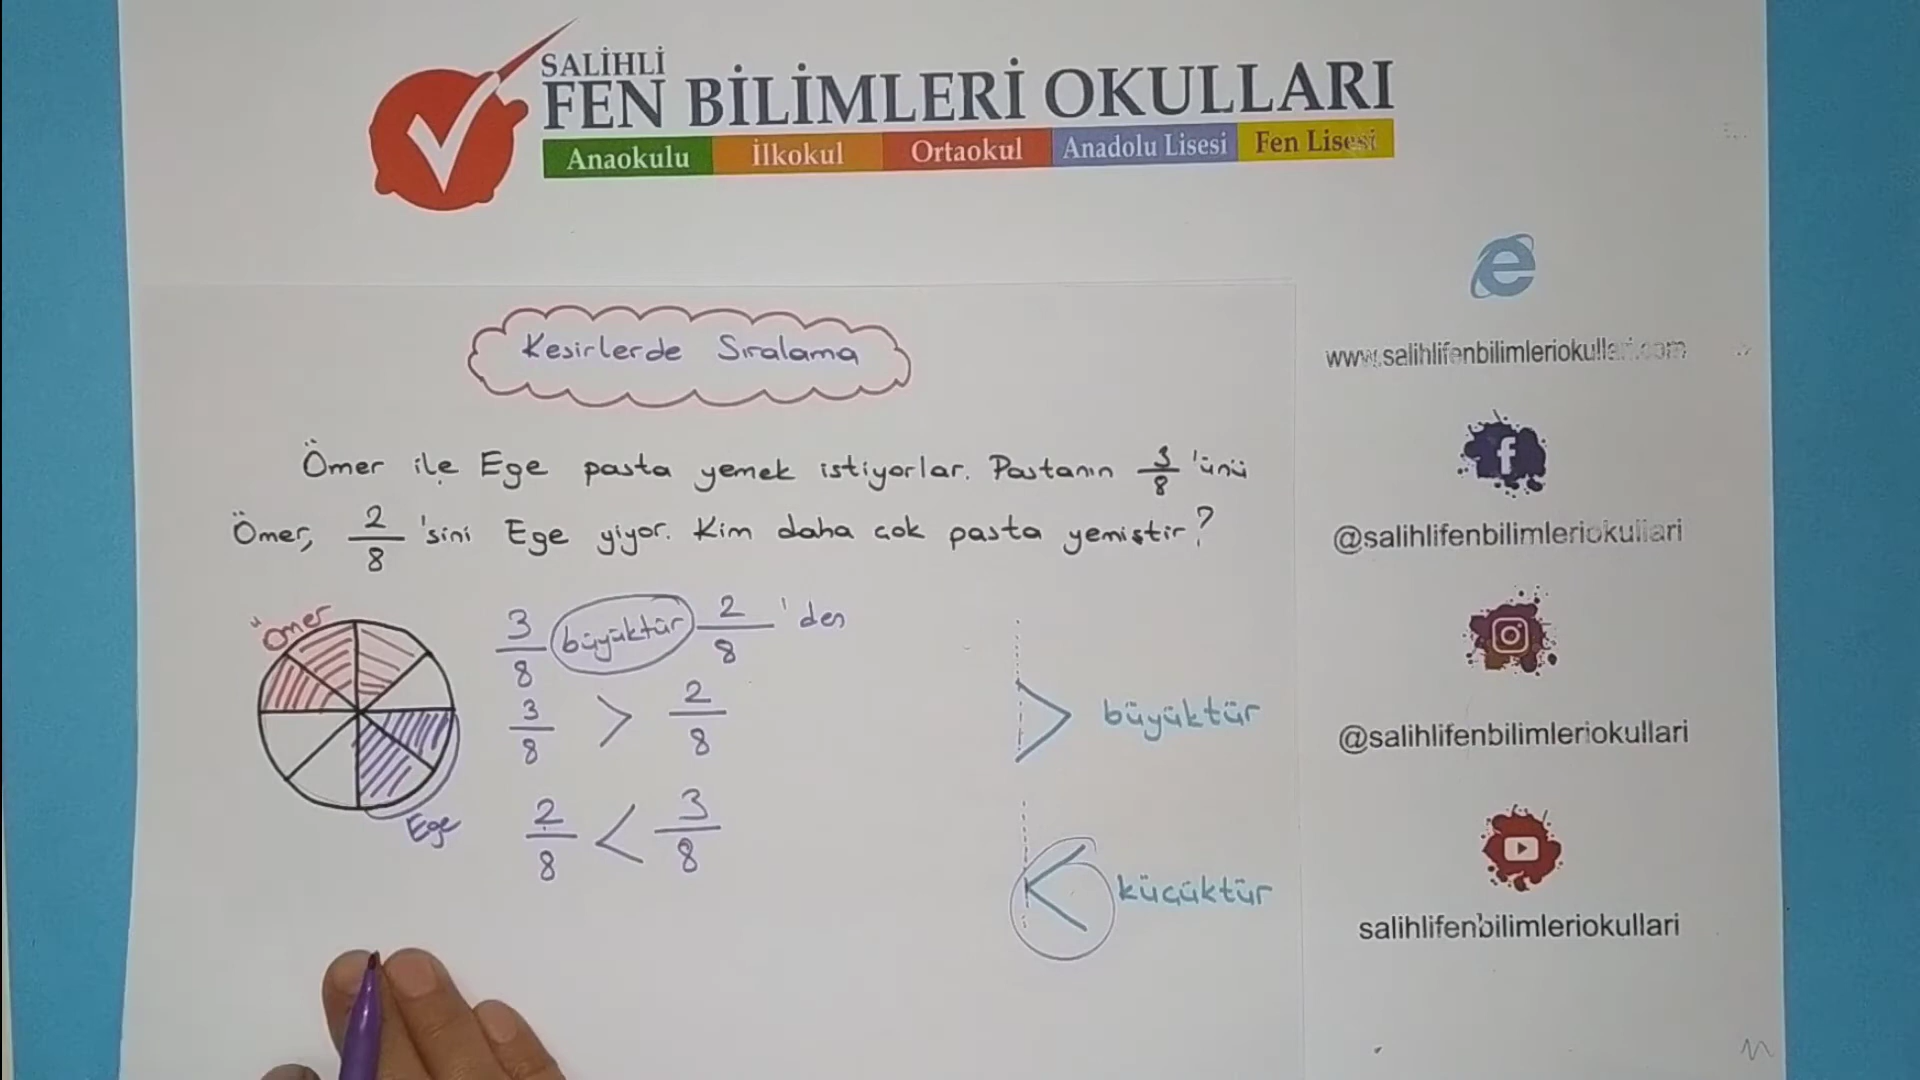 SALİHLİ
FEN BİLİMLERİ OKULLARI
Anaokulu İlkokul Ortaokul Anadolu Lisesi Fen Lisesi
Kesirlerde Sıralama
Ömer ile Ege pasta yemek istiyorlar. Pastanın 3/8 'ünü
Ömer, 2/8 'sini Ege yiyor. Kim daha çok pasta yemiştir?
Ömer
Ege
3/8 büyüktür 2/8 'den
3/8 > 2/8
2/8 < 3/8
> büyüktür
< küçüktür
www.salihlifenbilimleriokullari.com
f
@salihlifenbilimleriokullari
@salihlifenbilimleriokullari
salihlifenbilimleriokullari